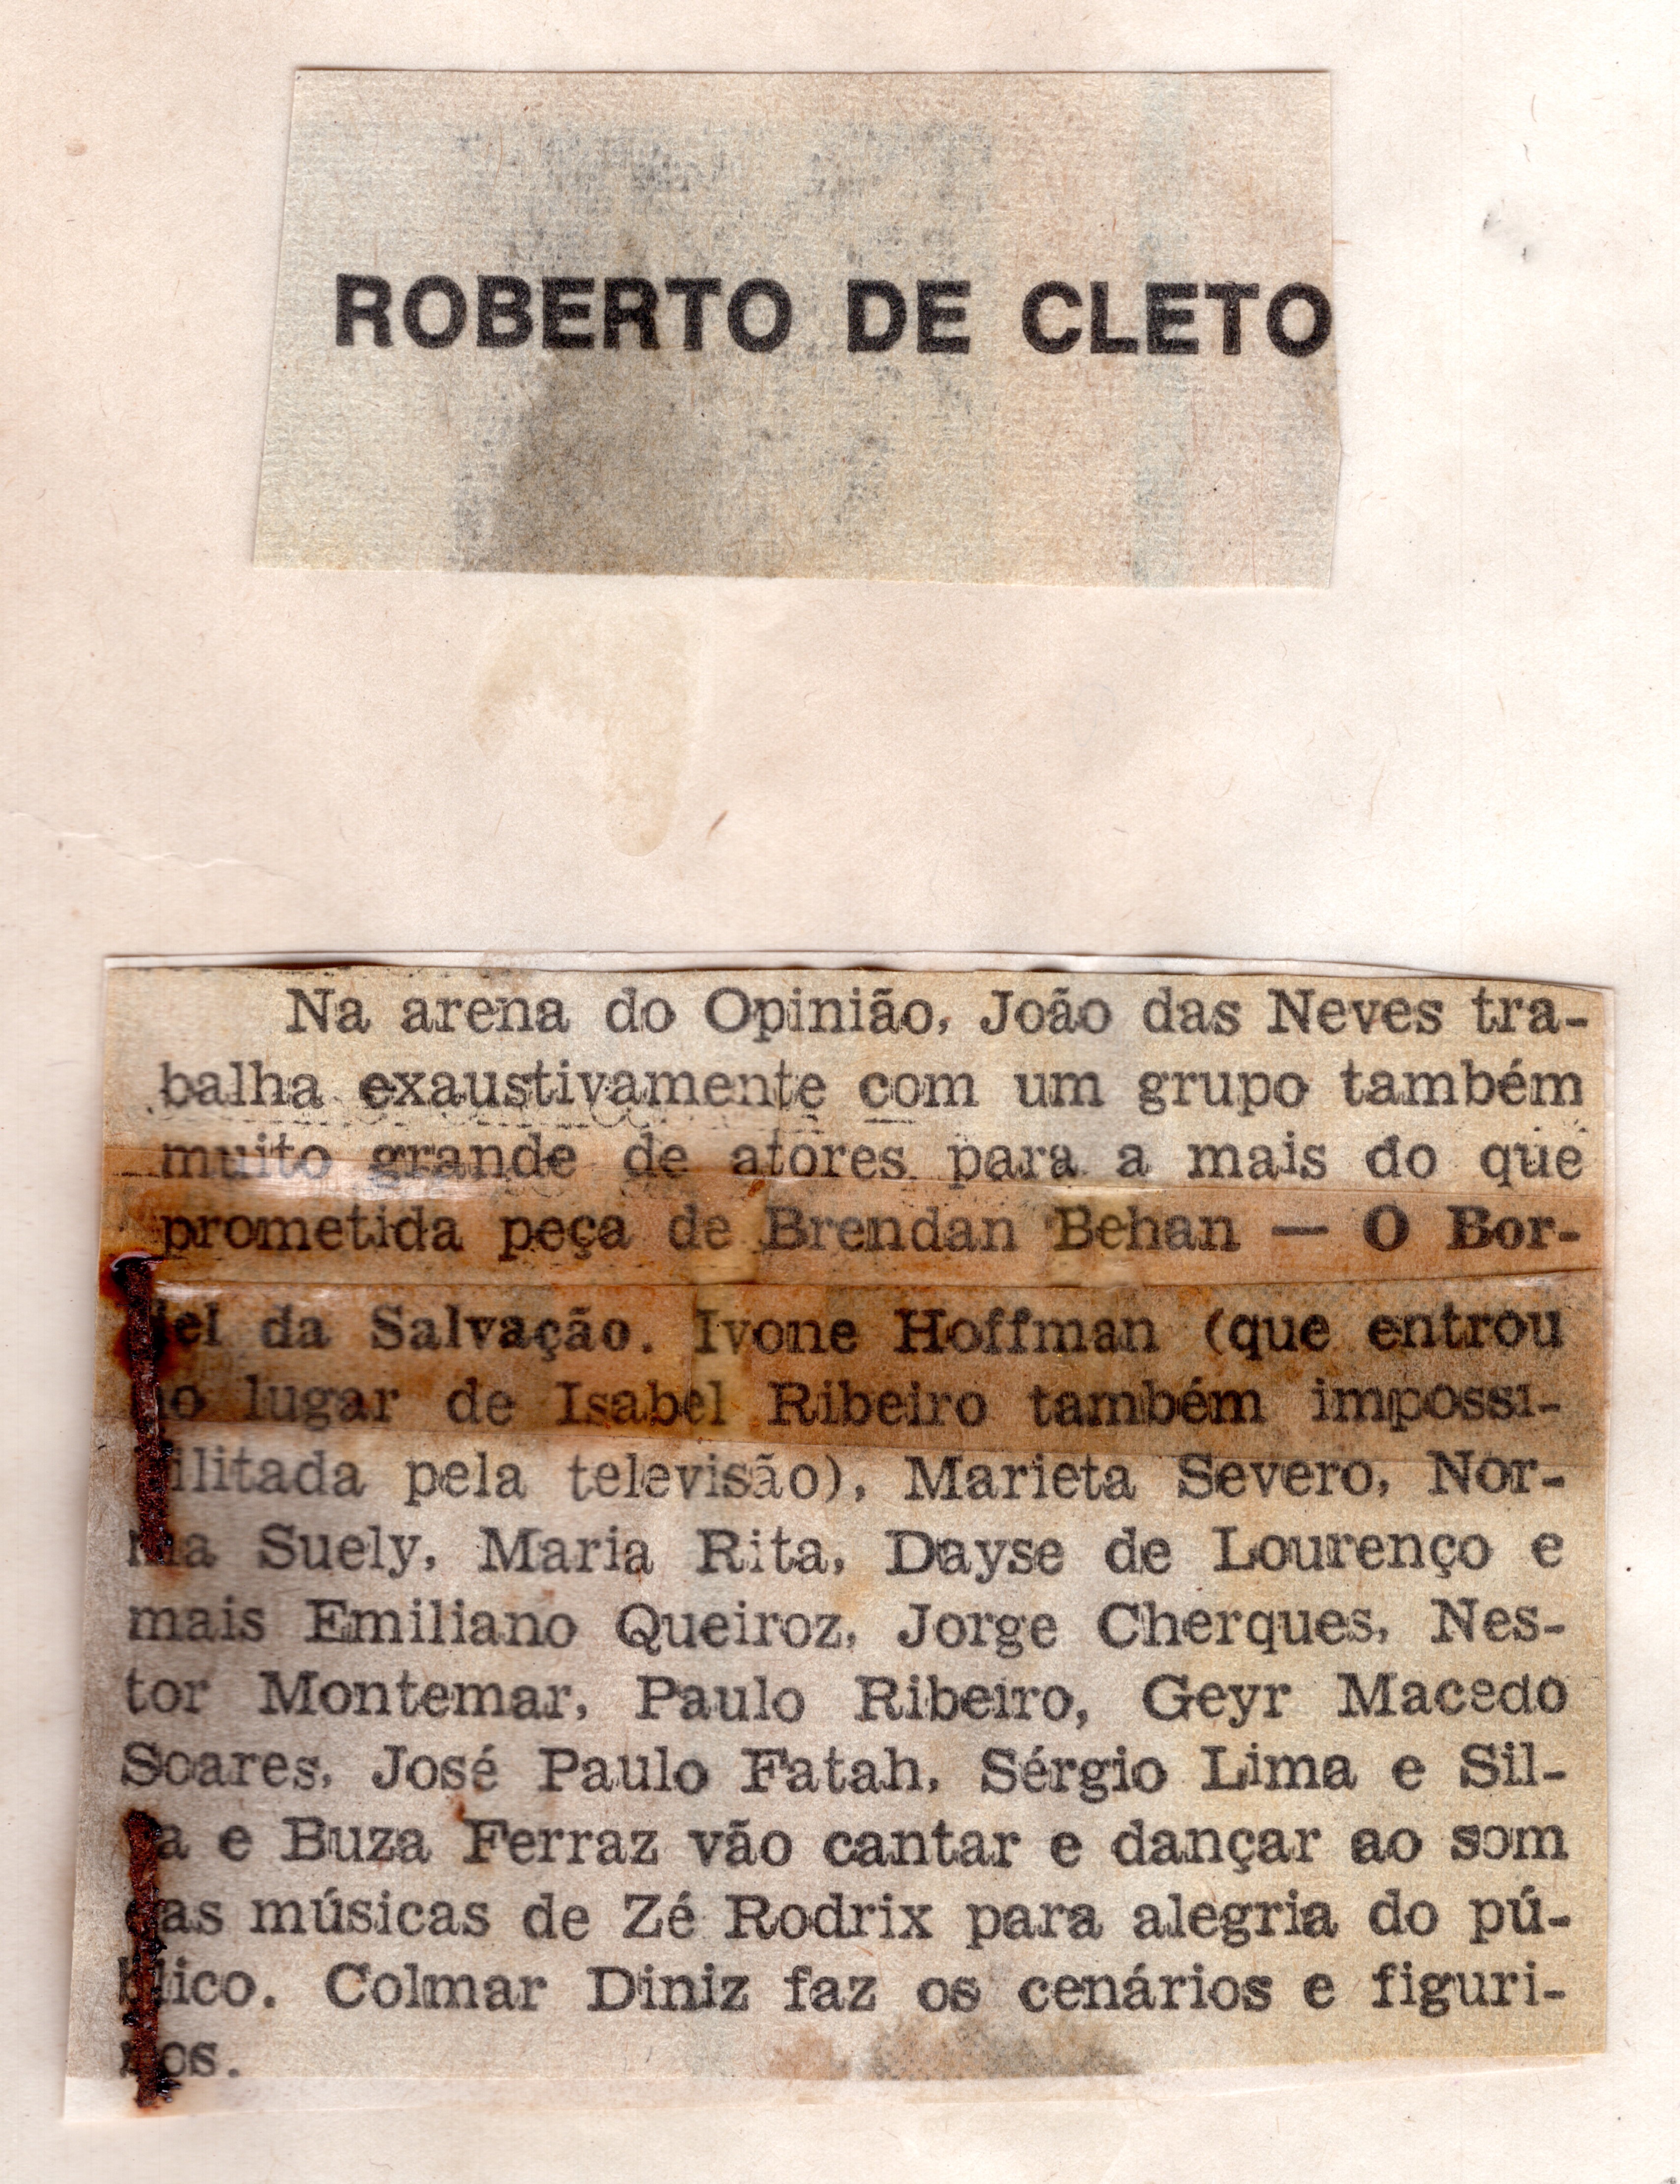 ROBERTO DE CLETO
Na arena do Opinião, João das Neves tra-
balha exaustivamente com um grupo também
muito grande de atores para a mais do que
prometida peça de Brendan Behan — O Bor-
del da Salvação. Ivone Hoffman (que entrou
no lugar de Isabel Ribeiro também impossi-
bilitada pela televisão), Marieta Severo, Nor-
ma Suely, Maria Rita, Dayse de Lourenço e
mais Emiliano Queiroz, Jorge Cherques, Nes-
tor Montemar, Paulo Ribeiro, Geyr Macedo
Soares, José Paulo Fatah, Sérgio Lima e Sil-
va e Buza Ferraz vão cantar e dançar ao som
das músicas de Zé Rodrix para alegria do pú-
blico. Colmar Diniz faz os cenários e figuri-
nos.